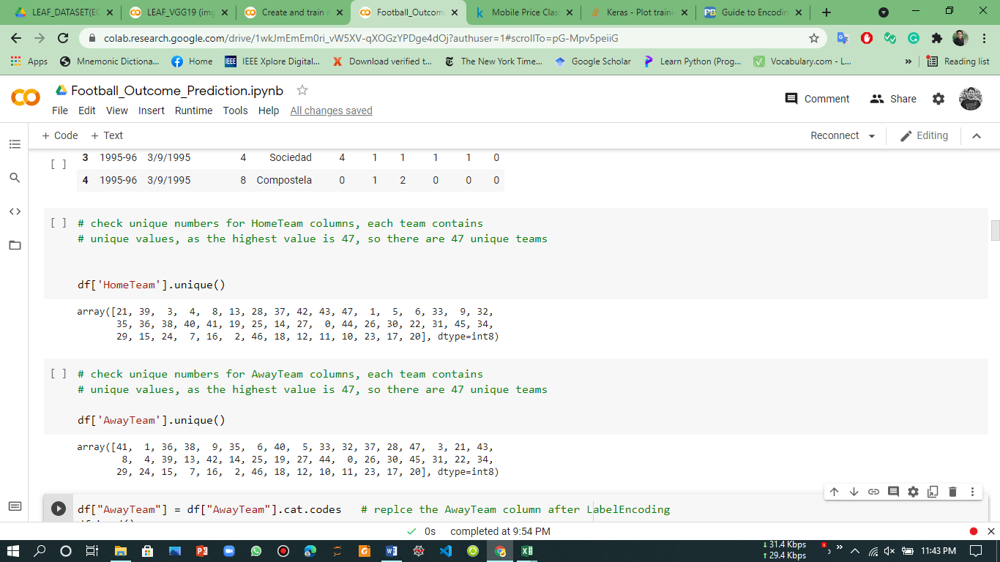 LEAF_DATASET(EC
LEAF_VGG19 (img
Create and train m
Football_Outcome
Mobile Price Clas
Keras - Plot traini
Guide to Encodin
colab.research.google.com/drive/1wkJmEmEm0ri_vW5XV-qXOGzYPDge4dOj?authuser=1#scrollTo=pG-Mpv5peiiG
Apps
Mnemonic Dictiona...
Home
IEEE
IEEE Xplore Digital...
Download verified t...
The New York Time...
Google Scholar
Learn Python (Prog...
Vocabulary.com - L...
»
Reading list
Football_Outcome_Prediction.ipynb
Comment
Share
File Edit View Insert Runtime Tools Help All changes saved
+ Code + Text
Reconnect
Editing
3 1995-96 3/9/1995 4 Sociedad 4 1 1 1 1 0
[ ]
4 1995-96 3/9/1995 8 Compostela 0 1 2 0 0 0
[ ] # check unique numbers for HomeTeam columns, each team contains
# unique values, as the highest value is 47, so there are 47 unique teams
df['HomeTeam'].unique()
array([21, 39, 3, 4, 8, 13, 28, 37, 42, 43, 47, 1, 5, 6, 33, 9, 32,
35, 36, 38, 40, 41, 19, 25, 14, 27, 0, 44, 26, 30, 22, 31, 45, 34,
29, 15, 24, 7, 16, 2, 46, 18, 12, 11, 10, 23, 17, 20], dtype=int8)
[ ] # check unique numbers for AwayTeam columns, each team contains
# unique values, as the highest value is 47, so there are 47 unique teams
df['AwayTeam'].unique()
array([41, 1, 36, 38, 9, 35, 6, 40, 5, 33, 32, 37, 28, 47, 3, 21, 43,
8, 4, 39, 13, 42, 14, 25, 19, 27, 44, 0, 26, 30, 45, 31, 22, 34,
29, 24, 15, 7, 16, 2, 46, 18, 12, 10, 11, 23, 17, 20], dtype=int8)
df["AwayTeam"] = df["AwayTeam"].cat.codes # replce the AwayTeam column after LabelEncoding
0s completed at 9:54 PM
31.4 Kbps
29.4 Kbps
11:43 PM